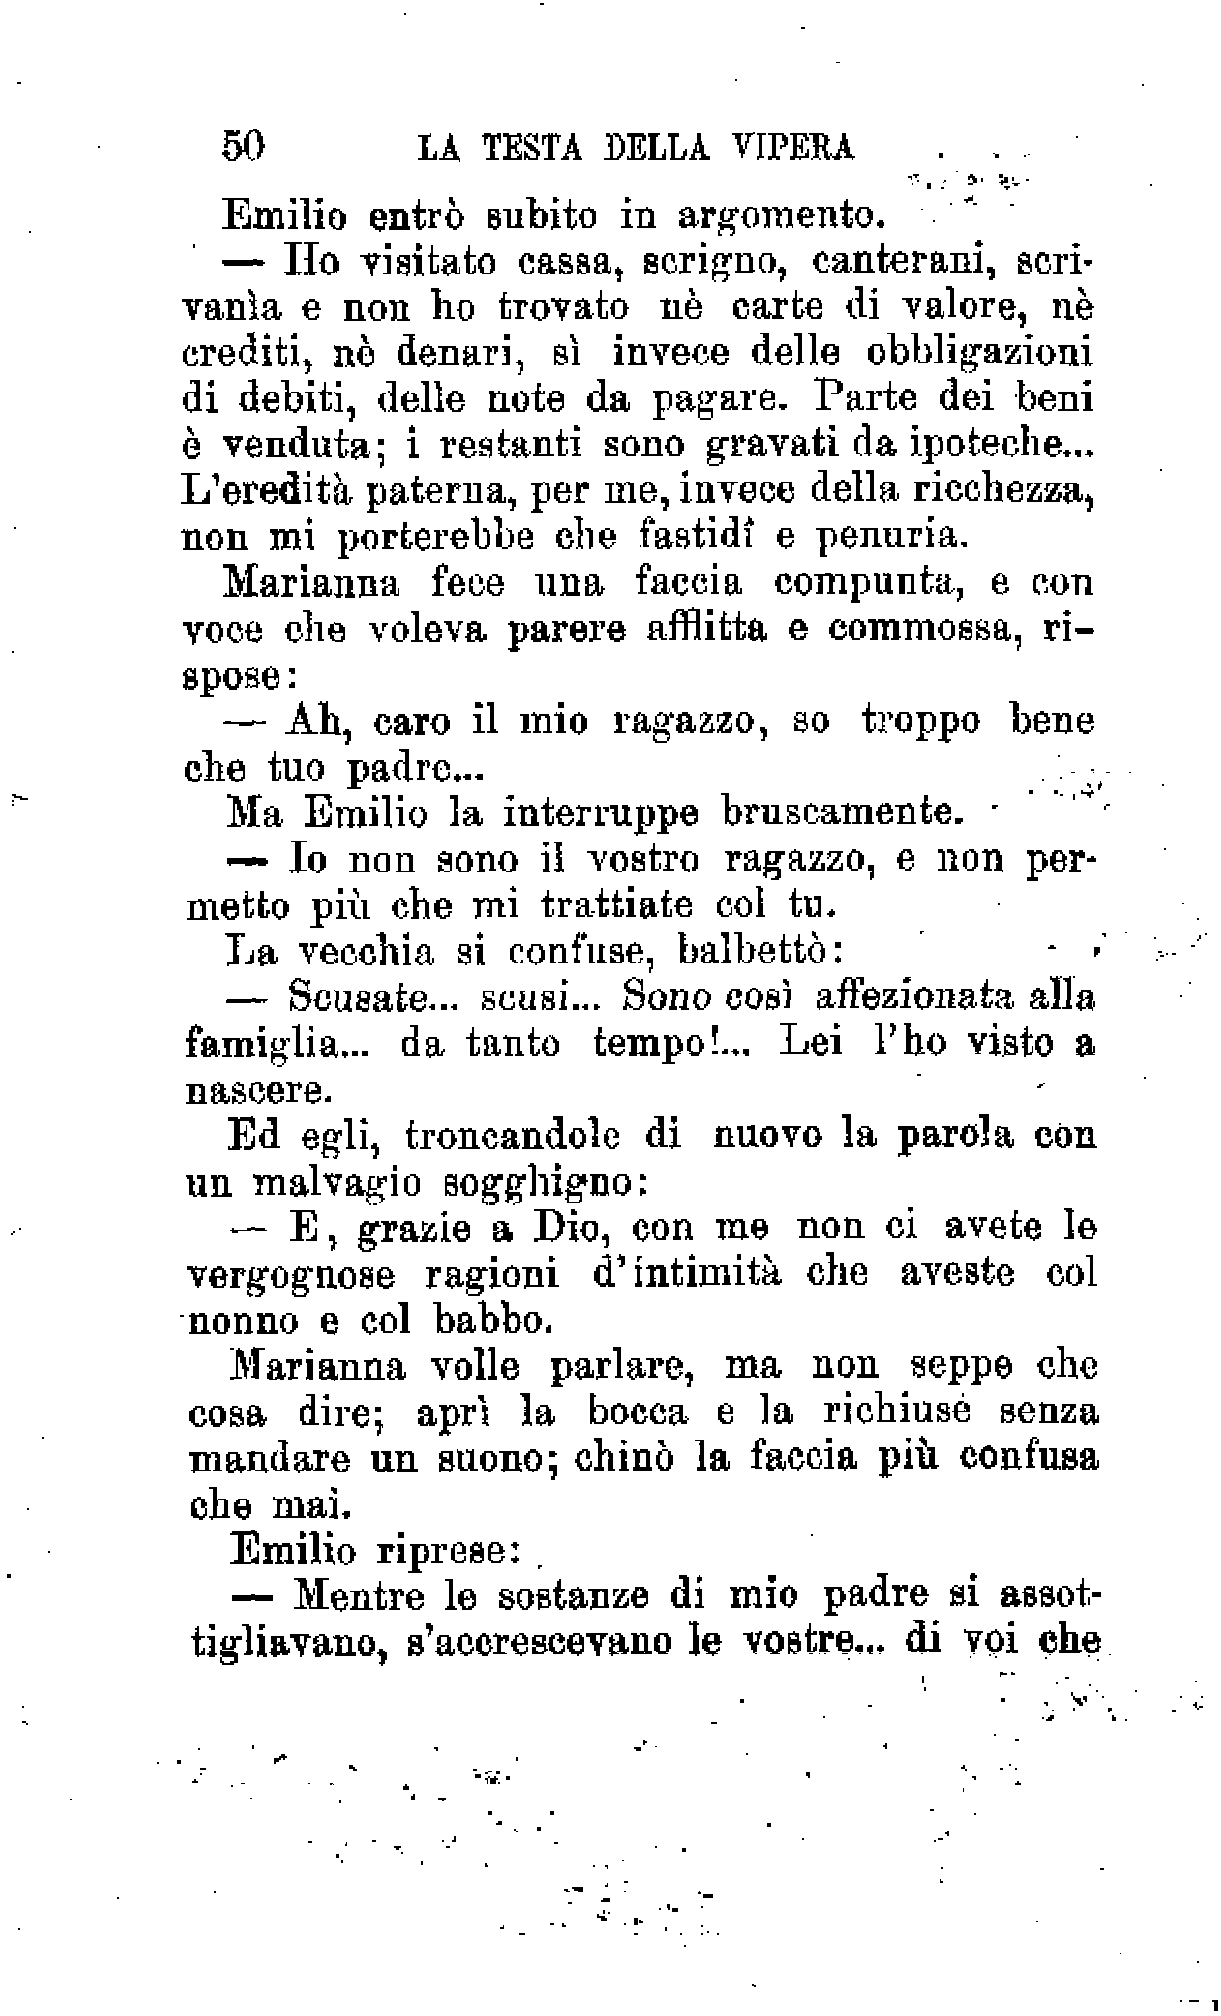 50 LA TESTA DELLA VIPERA
Emilio entrò subito in argomento.
— Ho visitato cassa, scrigno, canterani, scri-
vanìa e non ho trovato nè carte di valore, nè
crediti, nè denari, sì invece delle obbligazioni
di debiti, delle note da pagare. Parte dei beni
è venduta; i restanti sono gravati da ipoteche...
L'eredità paterna, per me, invece della ricchezza,
non mi porterebbe che fastidî e penuria.
Marianna fece una faccia compunta, e con
voce che voleva parere afflitta e commossa, ri-
spose:
— Ah, caro il mio ragazzo, so troppo bene
che tuo padre...
Ma Emilio la interruppe bruscamente.
— Io non sono il vostro ragazzo, e non per-
metto più che mi trattiate col tu.
La vecchia si confuse, balbettò:
— Scusate... scusi... Sono così affezionata alla
famiglia... da tanto tempo!... Lei l'ho visto a
nascere.
Ed egli, troncandole di nuovo la parola con
un malvagio sogghigno:
— E, grazie a Dio, con me non ci avete le
vergognose ragioni d'intimità che aveste col
nonno e col babbo.
Marianna volle parlare, ma non seppe che
cosa dire; aprì la bocca e la richiuse senza
mandare un suono; chinò la faccia più confusa
che mai.
Emilio riprese:
— Mentre le sostanze di mio padre si assot-
tigliavano, s'accrescevano le vostre... di voi che